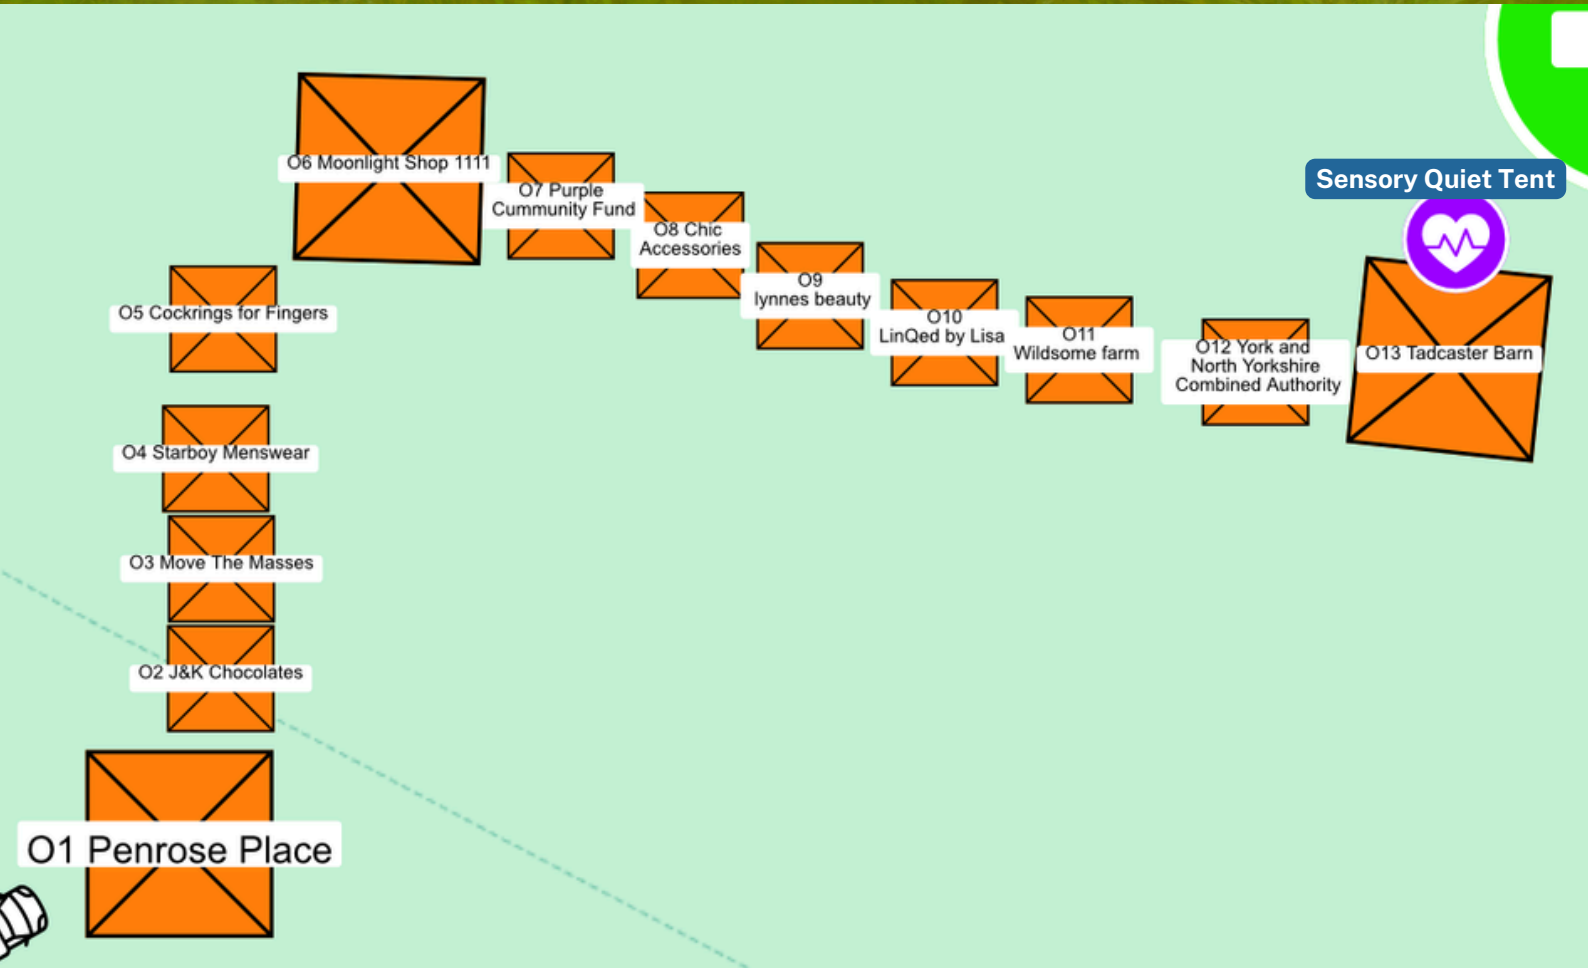 O6 Moonlight Shop 1111
O7 Purple
Cummunity Fund
O8 Chic
Accessories
Sensory Quiet Tent
O9
lynnes beauty
O5 Cockrings for Fingers
O10
LinQed by Lisa
O11
Wildsome farm
O12 York and
North Yorkshire
Combined Authority
O13 Tadcaster Barn
O4 Starboy Menswear
O3 Move The Masses
O2 J&K Chocolates
O1 Penrose Place